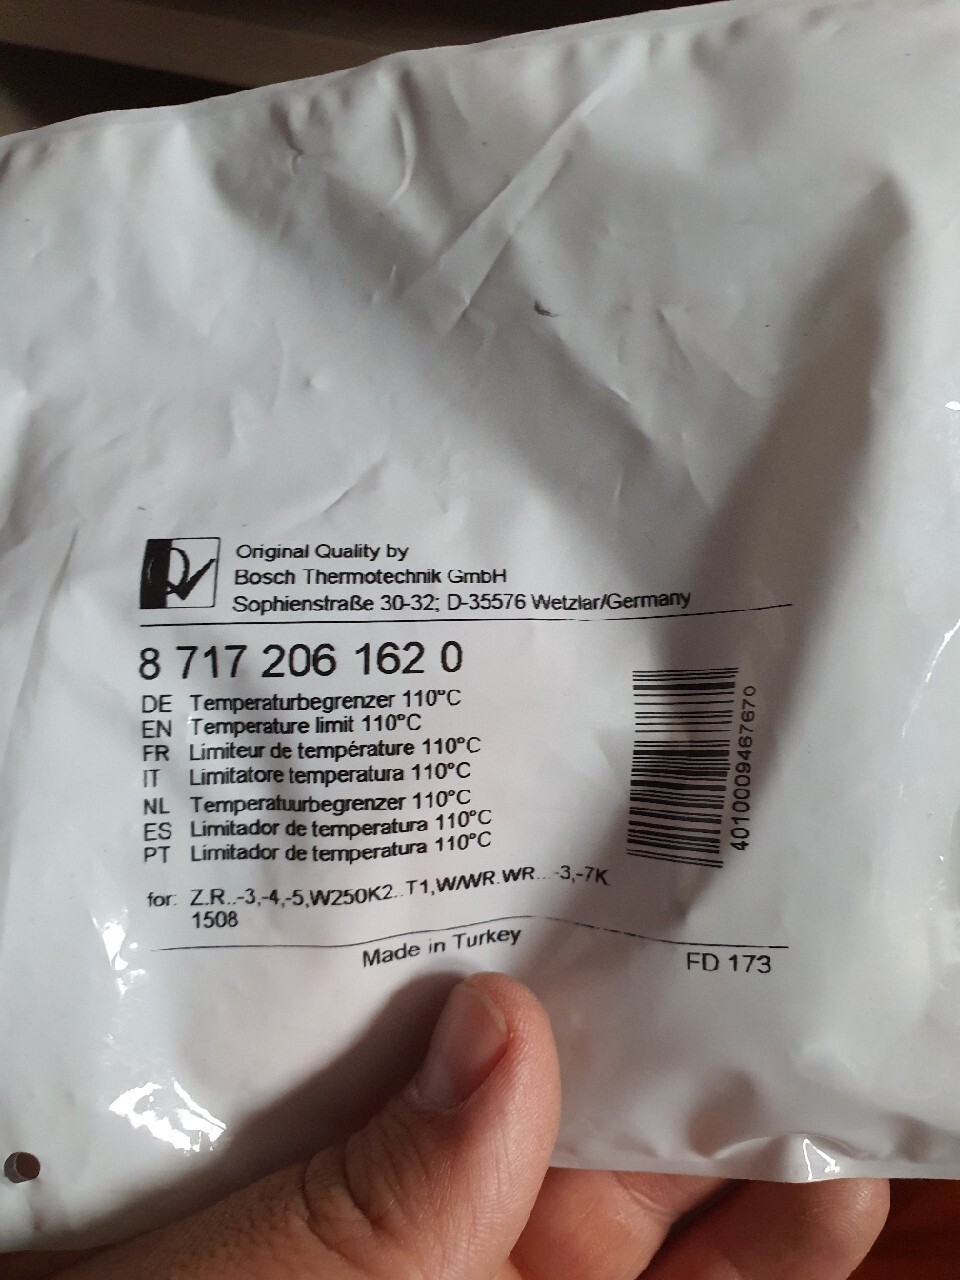 Original Quality by
Bosch Thermotechnik GmbH
Sophienstraße 30-32; D-35576 Wetzlar/Germany
8 717 206 162 0
DE Temperaturbegrenzer 110°C
EN Temperature limit 110°C
FR Limiteur de température 110°C
IT Limitatore temperatura 110°C
NL Temperatuurbegrenzer 110°C
ES Limitador de temperatura 110°C
PT Limitador de temperatura 110°C
4010009467670
for: Z.R..-3,-4,-5,W250K2..T1,W/WR.WR...-3,-7K
1508
Made in Turkey
FD 173